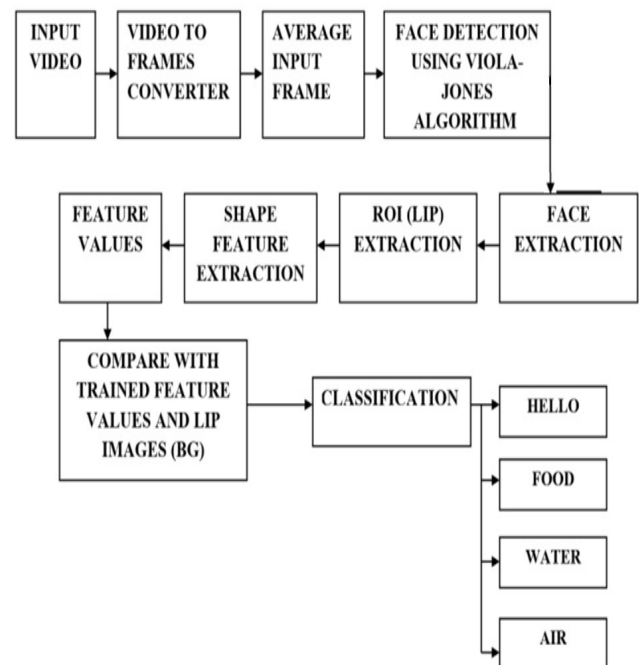 INPUT
VIDEO
VIDEO TO
FRAMES
CONVERTER
AVERAGE
INPUT
FRAME
FACE DETECTION
USING VIOLA-
JONES
ALGORITHM
FACE
EXTRACTION
ROI (LIP)
EXTRACTION
SHAPE
FEATURE
EXTRACTION
FEATURE
VALUES
COMPARE WITH
TRAINED FEATURE
VALUES AND LIP
IMAGES (BG)
CLASSIFICATION
HELLO
FOOD
WATER
AIR